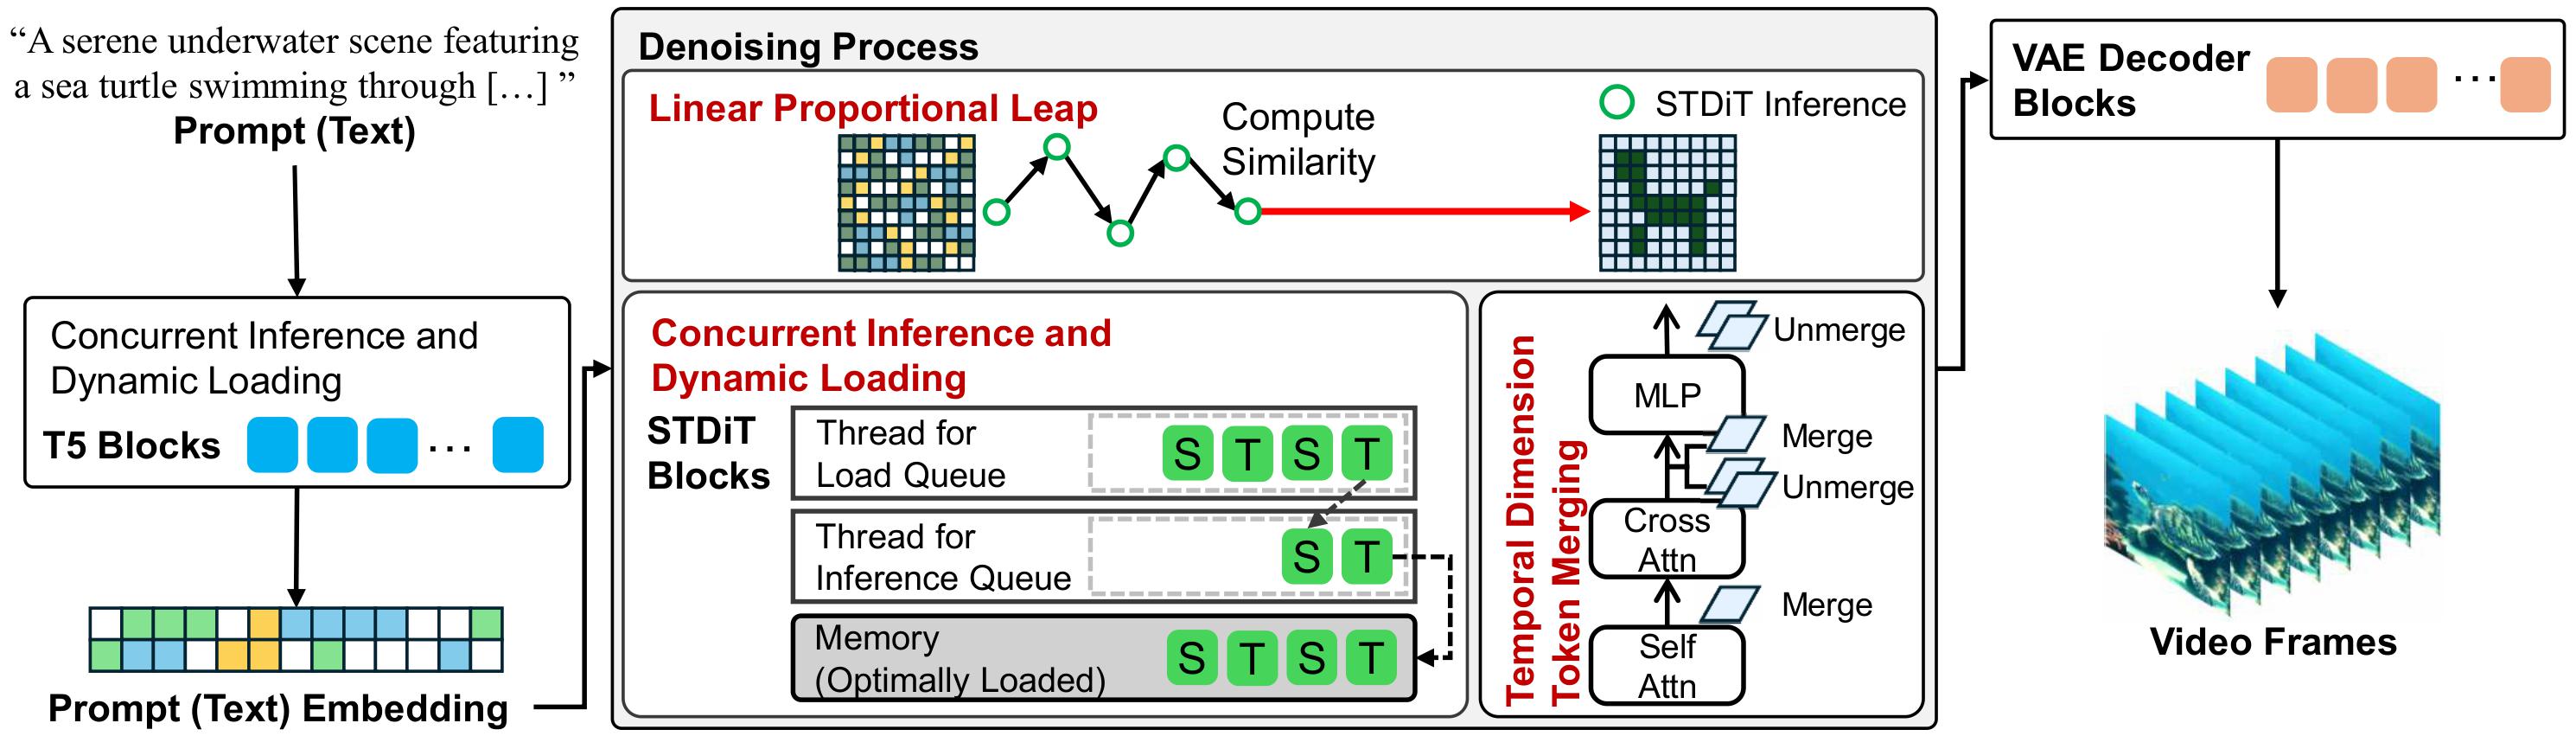 “A serene underwater scene featuring
a sea turtle swimming through […] ”
Prompt (Text)
Concurrent Inference and
Dynamic Loading
T5 Blocks
...
Prompt (Text) Embedding
Denoising Process
Linear Proportional Leap
Compute
Similarity
STDiT Inference
Concurrent Inference and
Dynamic Loading
STDiT
Blocks
Thread for
Load Queue
S T S T
Thread for
Inference Queue
S T
Memory
(Optimally Loaded)
S T S T
Temporal Dimension
Token Merging
Unmerge
MLP
Merge
Unmerge
Cross
Attn
Merge
Self
Attn
VAE Decoder
Blocks
...
Video Frames